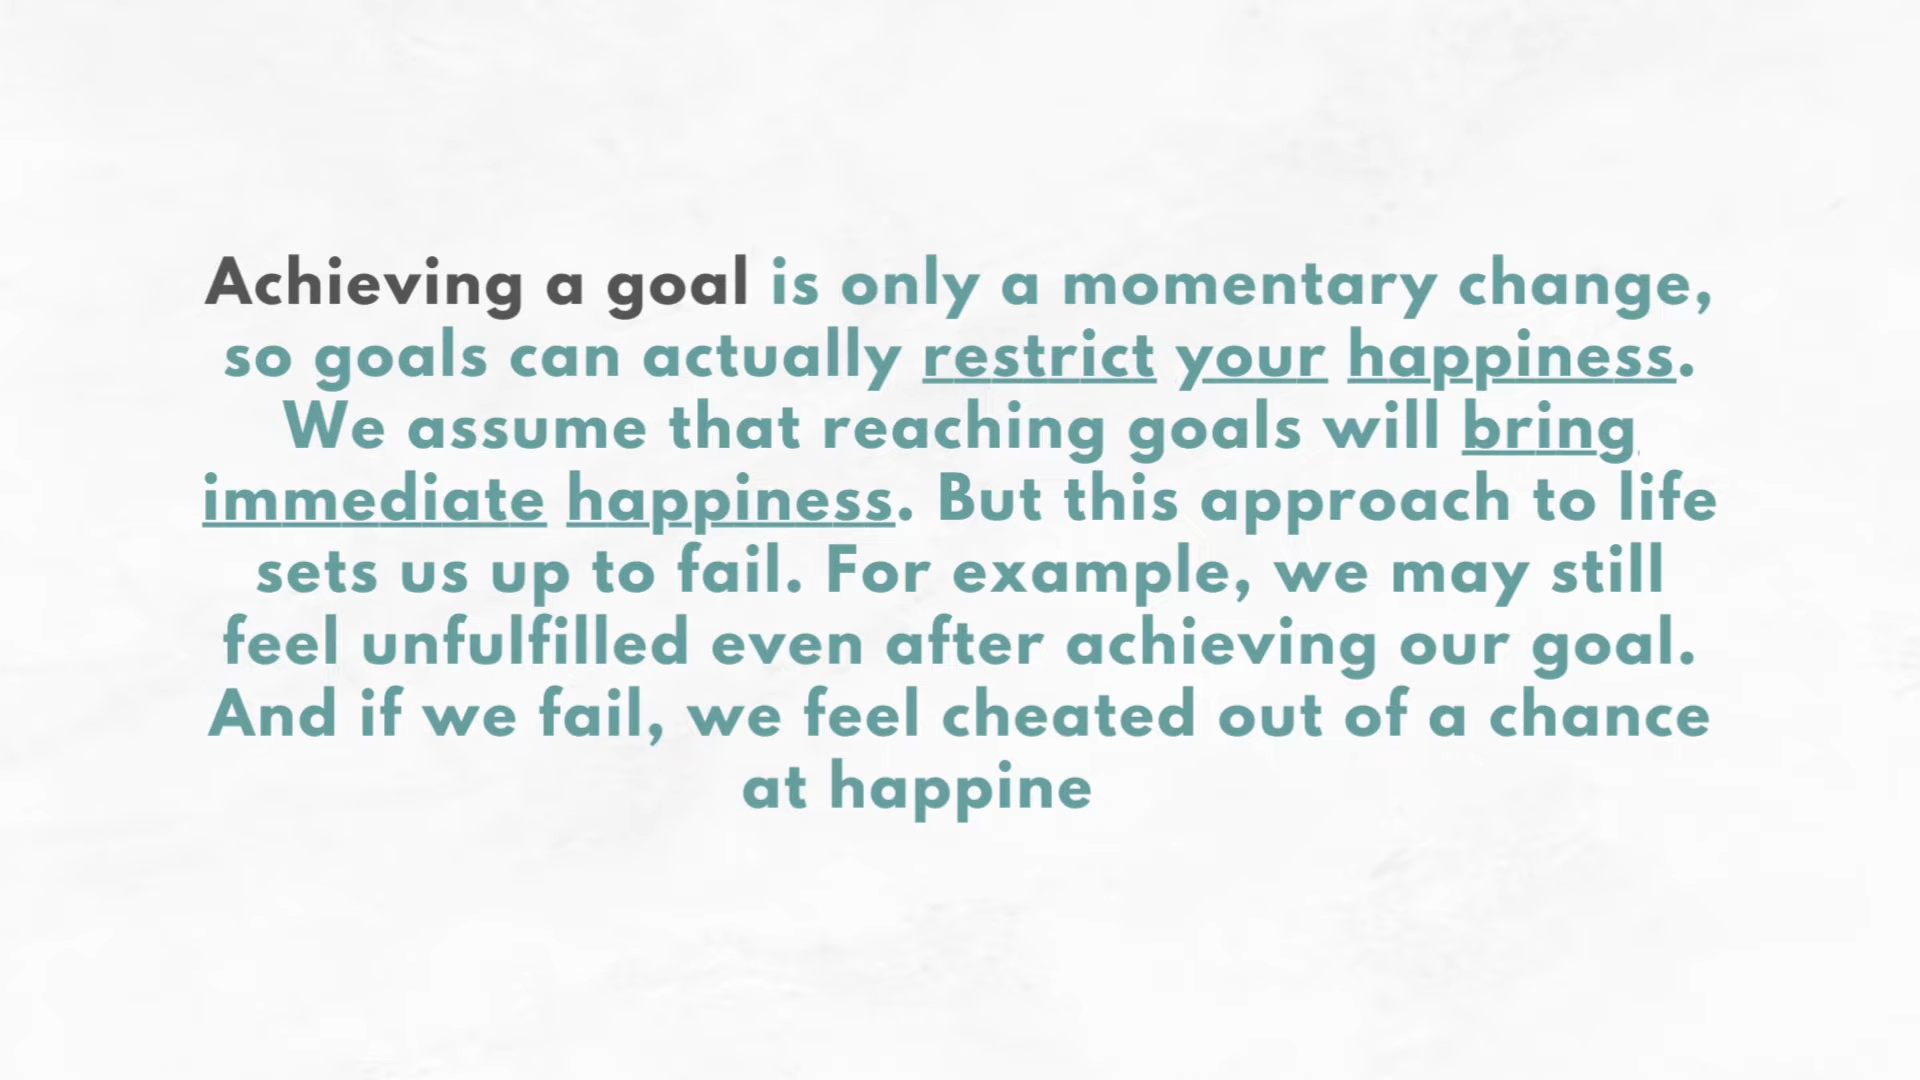 Achieving a goal is only a momentary change,
so goals can actually restrict your happiness.
We assume that reaching goals will bring
immediate happiness. But this approach to life
sets us up to fail. For example, we may still
feel unfulfilled even after achieving our goal.
And if we fail, we feel cheated out of a chance
at happine